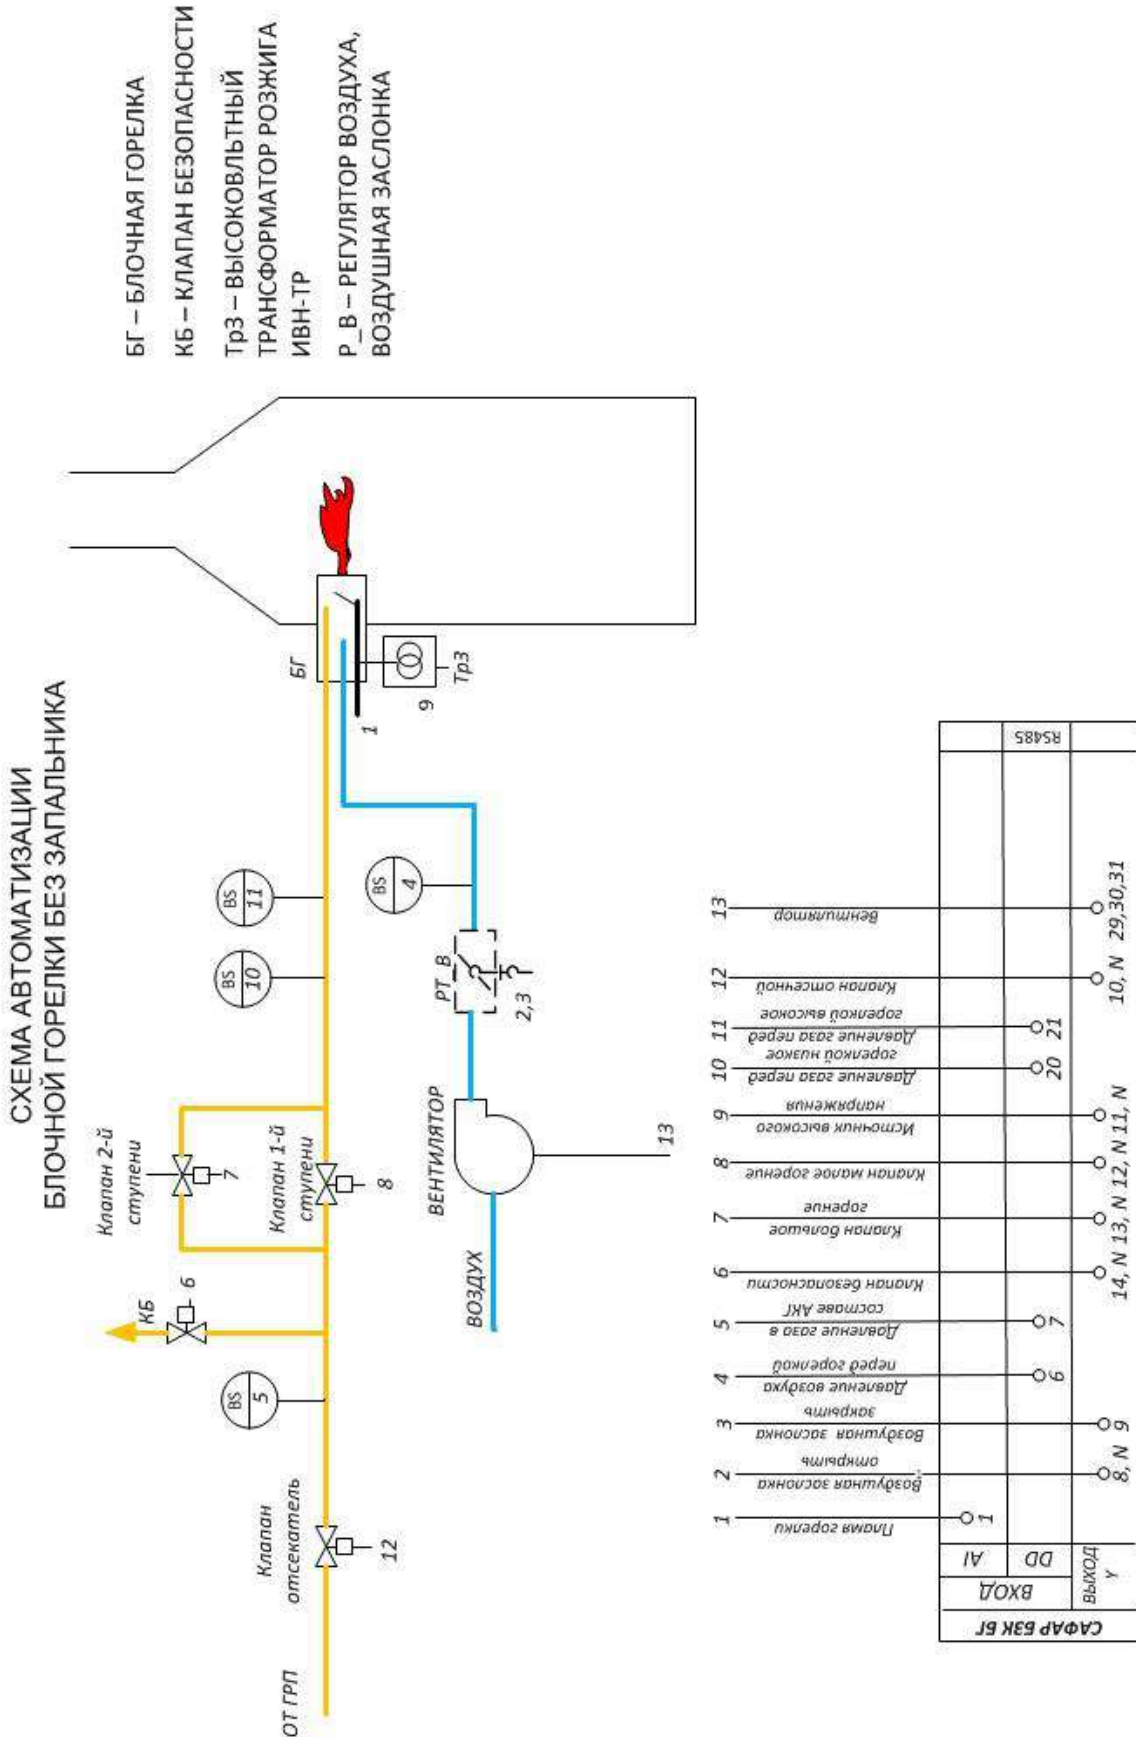 СХЕМА АВТОМАТИЗАЦИИ
БЛОЧНОЙ ГОРЕЛКИ БЕЗ ЗАПАЛЬНИКА
БГ – БЛОЧНАЯ ГОРЕЛКА
КБ – КЛАПАН БЕЗОПАСНОСТИ
ТрЗ – ВЫСОКОВЛЬТНЫЙ
ТРАНСФОРМАТОР РОЗЖИГА
ИВН-ТР
Р_В – РЕГУЛЯТОР ВОЗДУХА,
ВОЗДУШНАЯ ЗАСЛОНКА
ОТ ГРП
Клапан
отсекатель
12
BS
5
КБ
6
Клапан 2-й
ступени
7
Клапан 1-й
ступени
8
BS
10
BS
11
БГ
1
9
ТрЗ
ВОЗДУХ
ВЕНТИЛЯТОР
13
РТ_В
2,3
BS
4
1
Пламя горелки
2
Воздушная заслонка
открыть
3
Воздушная заслонка
закрыть
4
Давление воздуха
перед горелкой
5
Давление газа в
составе АКГ
6
Клапан безопасности
7
Клапан большое
горение
8
Клапан малое горение
9
Источник высокого
напряжения
10
Давление газа перед
горелкой низкое
11
Давление газа перед
горелкой высокое
12
Клапан отсечной
13
Вентилятор
САФАР БЗК БГ
ВХОД
AI
DD
ВЫХОД
Y
1
6
7
20
21
RS485
8, N
9
14, N
13, N
12, N
11, N
10, N
29,30,31